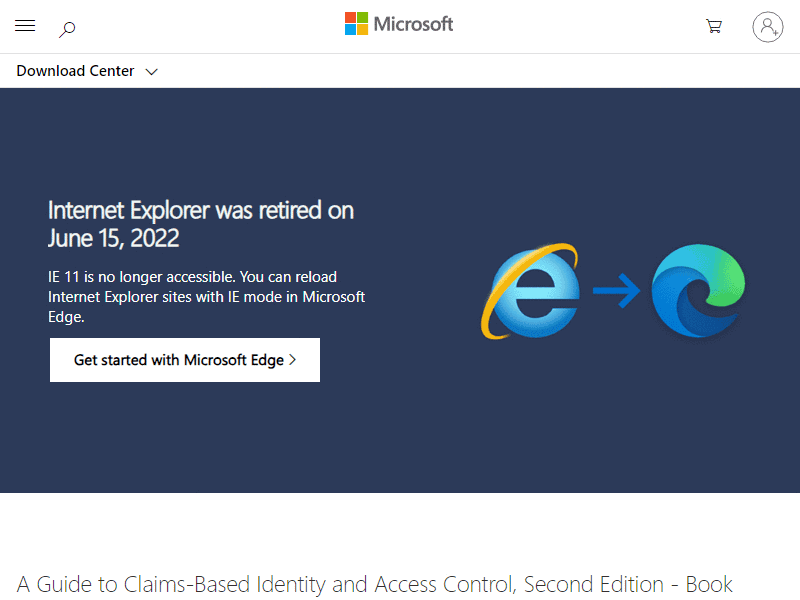 Microsoft
Download Center
Internet Explorer was retired on
June 15, 2022
IE 11 is no longer accessible. You can reload
Internet Explorer sites with IE mode in Microsoft
Edge.
Get started with Microsoft Edge
A Guide to Claims-Based Identity and Access Control, Second Edition - Book